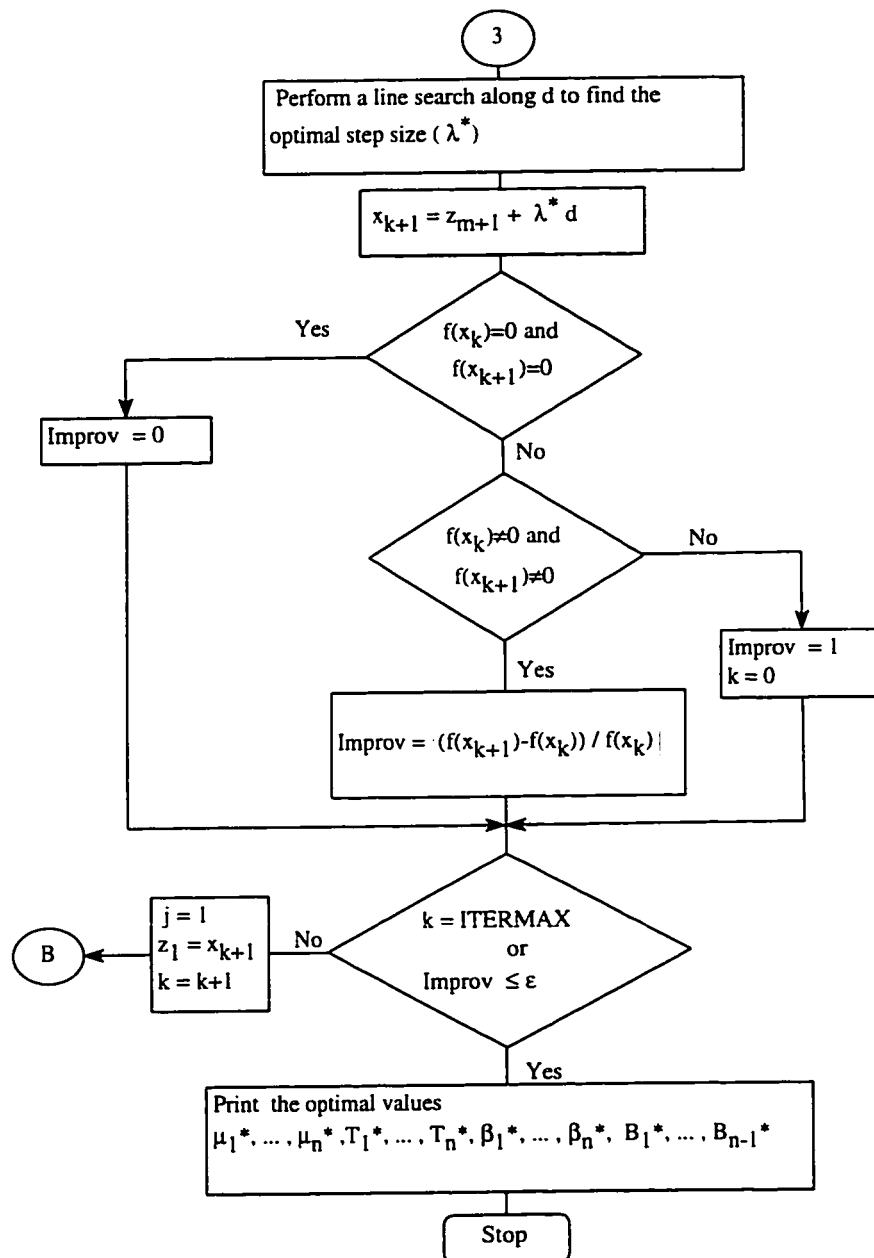 3
Perform a line search along d to find the
optimal step size ( λ* )
x_{k+1} = z_{m+1} + λ* d
Yes
f(x_k)=0 and
f(x_{k+1})=0
Improv = 0
No
f(x_k)≠0 and
f(x_{k+1})≠0
No
Improv = 1
k = 0
Yes
Improv = (f(x_{k+1})-f(x_k)) / f(x_k) |
j = 1
z_1 = x_{k+1}
k = k+1
B
No
k = ITERMAX
or
Improv ≤ ε
Yes
Print the optimal values
μ_1*, ... , μ_n* ,T_1*, ... , T_n*, β_1*, ... , β_n*, B_1*, ... , B_{n-1}*
Stop